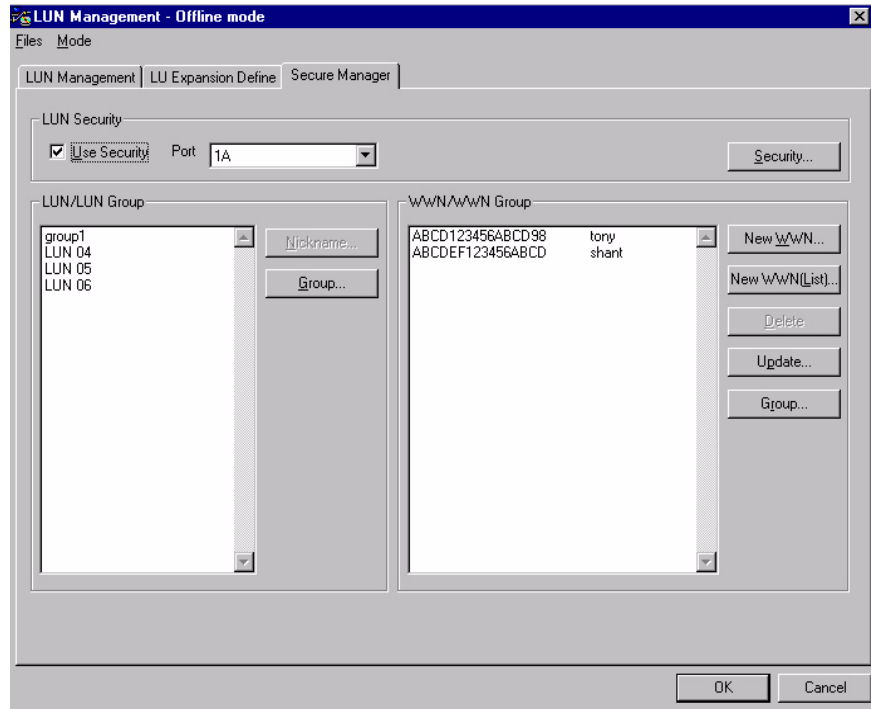 LUN Management - Offline mode
Files Mode
LUN Management LU Expansion Define Secure Manager
LUN Security
Use Security Port 1A Security...
LUN/LUN Group
group1
LUN 04
LUN 05
LUN 06
Nickname...
Group...
WWN/WWN Group
ABCD123456ABCD98 tony
ABCDEF123456ABCD shant
New WWN...
New WWN(List)...
Delete
Update...
Group...
OK Cancel